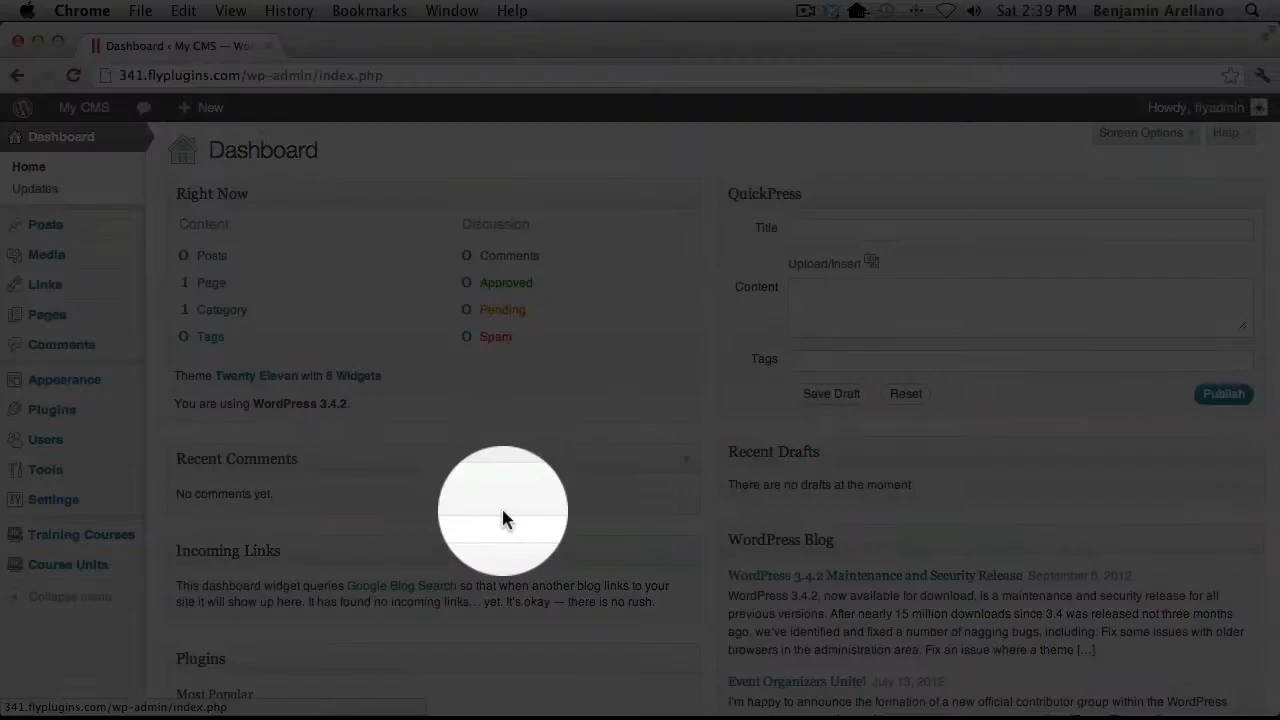 Chrome File Edit View History Bookmarks Window Help Sat 2:39 PM Benjamin Arellano
Dashboard ‹ My CMS — Wor
341.flyplugins.com/wp-admin/index.php
My CMS + New Howdy, flyadmin
Dashboard
Home
Updates
Posts
Media
Links
Pages
Comments
Appearance
Plugins
Users
Tools
Settings
Training Courses
Course Units
Collapse menu
Screen Options Help
Dashboard
Right Now
Content Discussion
0 Posts 0 Comments
1 Page 0 Approved
1 Category 0 Pending
0 Tags 0 Spam
Theme Twenty Eleven with 6 Widgets
You are using WordPress 3.4.2.
Recent Comments
No comments yet.
Incoming Links
This dashboard widget queries Google Blog Search so that when another blog links to your
site it will show up here. It has found no incoming links… yet. It's okay — there is no rush.
Plugins
Most Popular
QuickPress
Title
Upload/Insert
Content
Tags
Save Draft Reset Publish
Recent Drafts
There are no drafts at the moment
WordPress Blog
WordPress 3.4.2 Maintenance and Security Release September 6, 2012
WordPress 3.4.2, now available for download, is a maintenance and security release for all
previous versions. After nearly 15 million downloads since 3.4 was released not three months
ago, we've identified and fixed a number of nagging bugs, including: Fix some issues with older
browsers in the administration area. Fix an issue where a theme […]
Event Organizers Unite! July 13, 2012
I'm happy to announce the formation of a new official contributor group within the WordPress
341.flyplugins.com/wp-admin/index.php